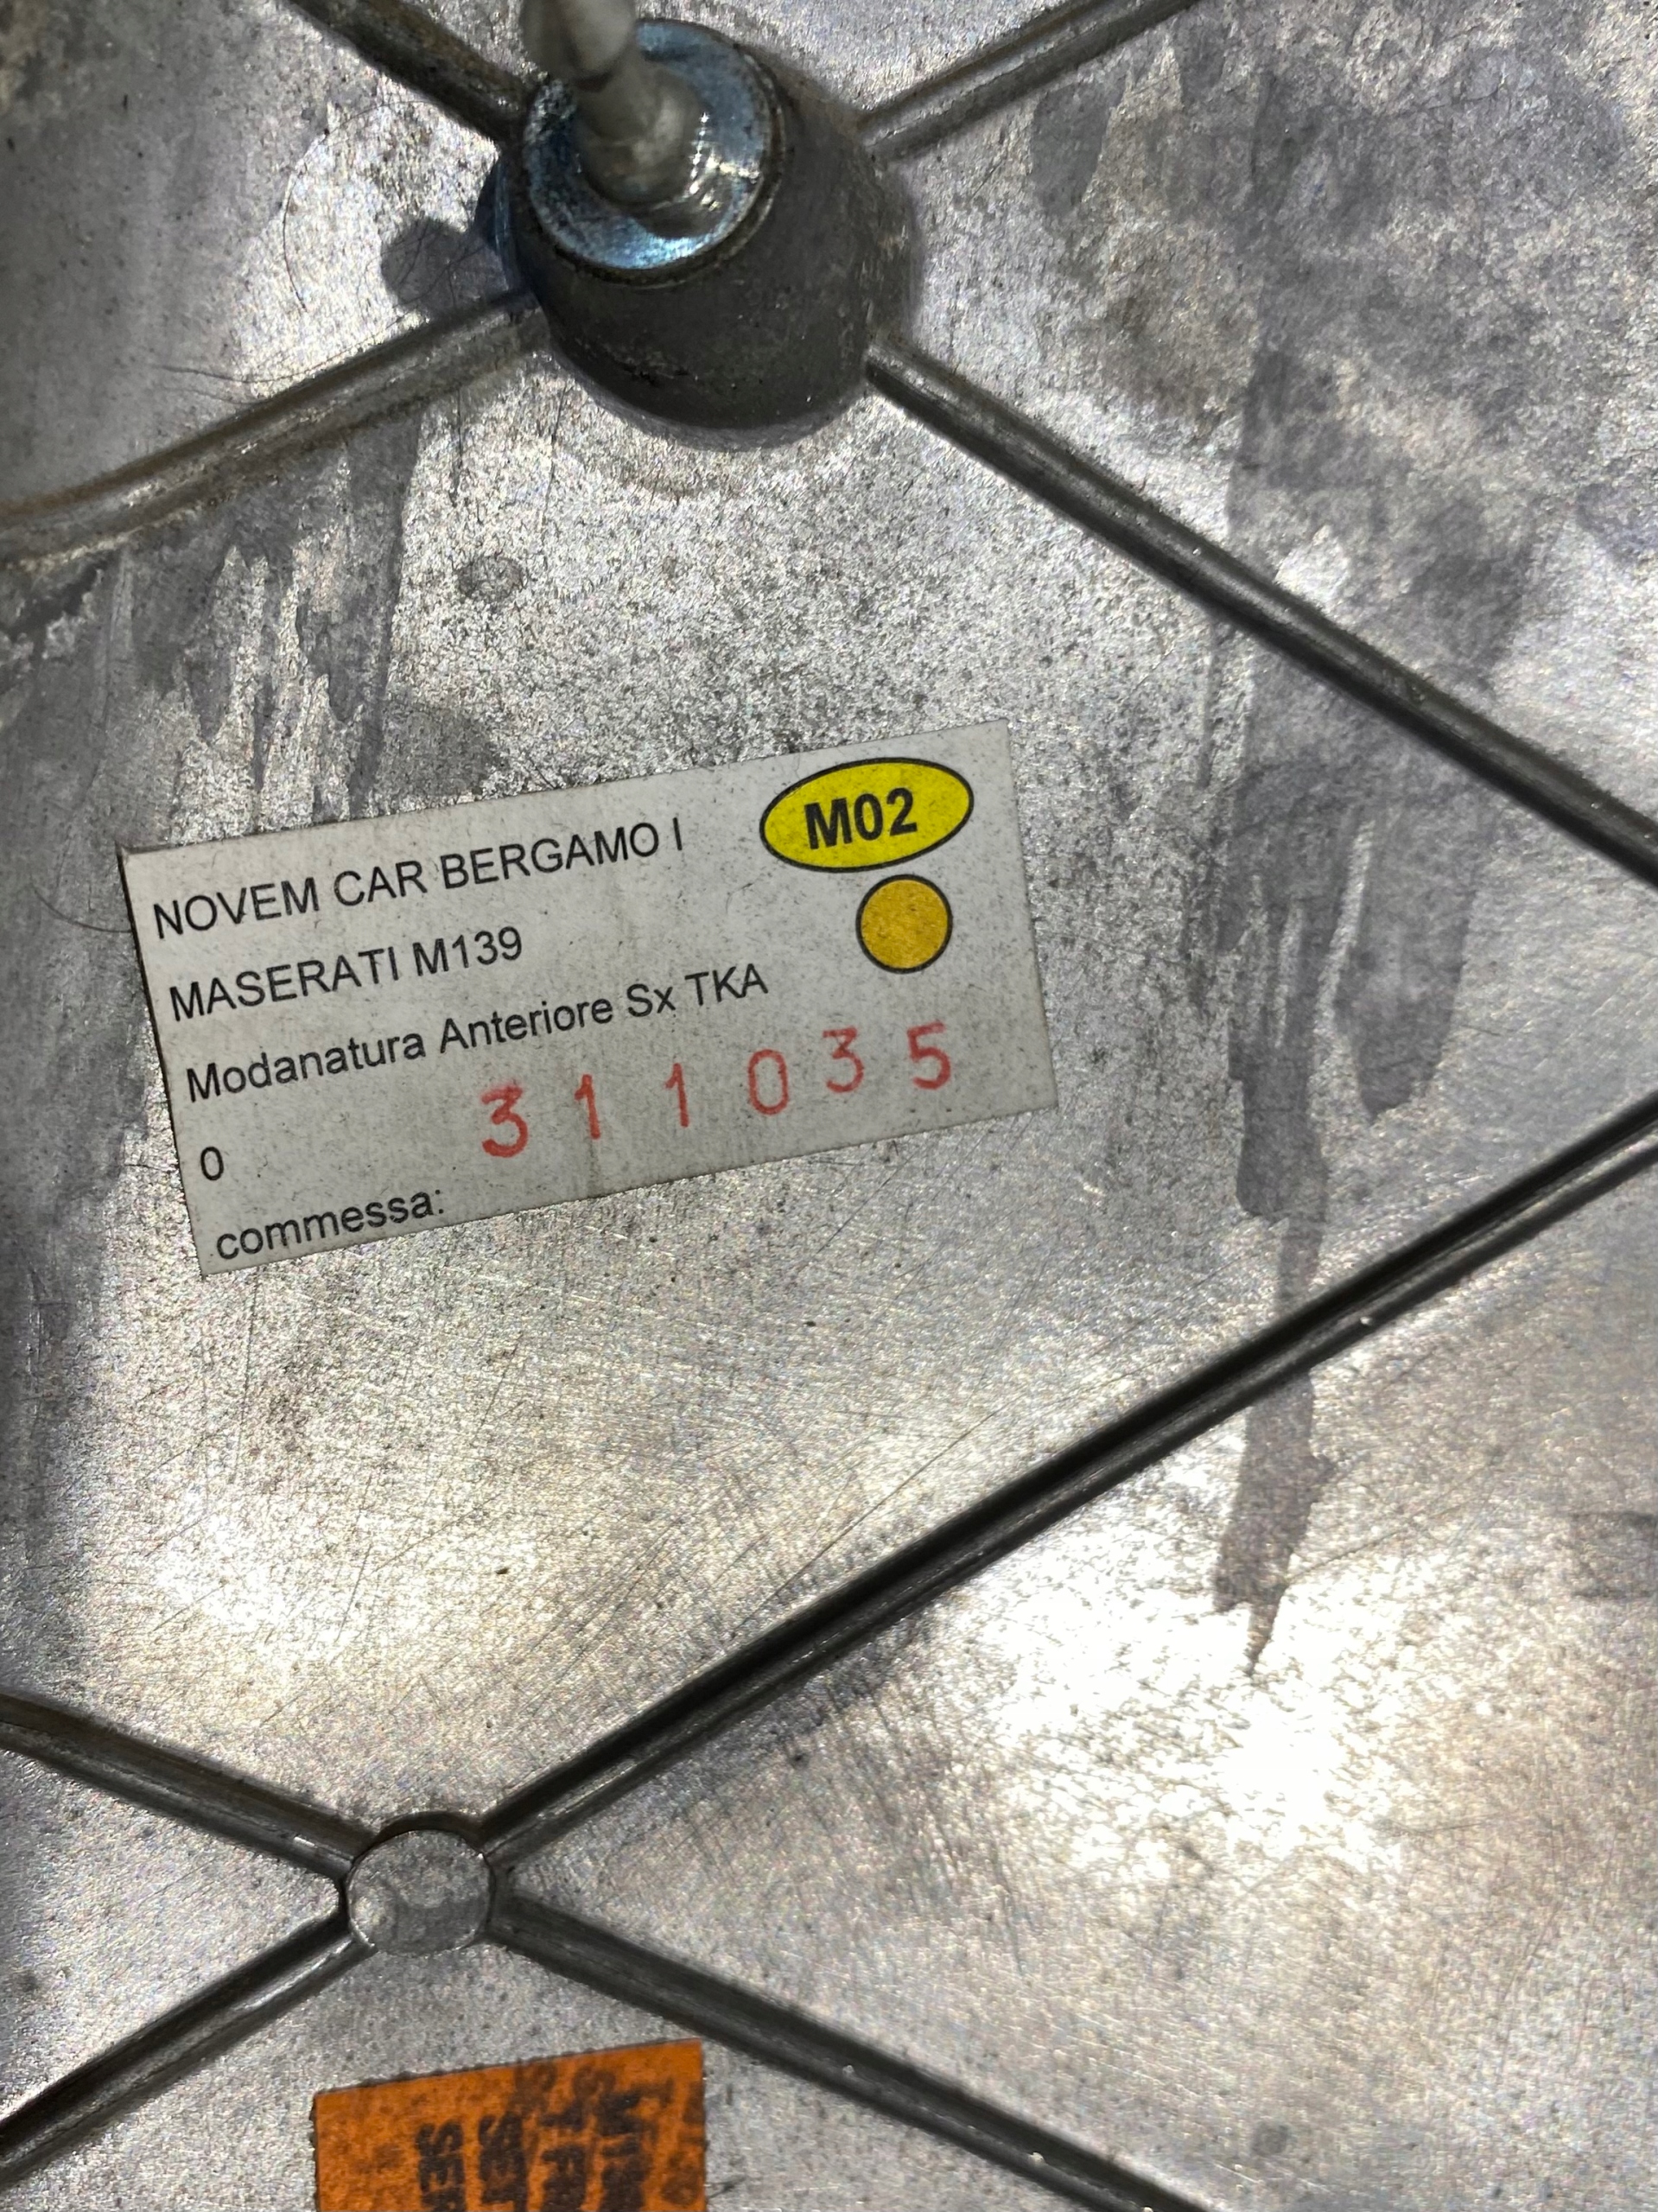 NOVEM CAR BERGAMO I
M02
MASERATI M139
Modanatura Anteriore Sx TKA
0
311035
commessa: